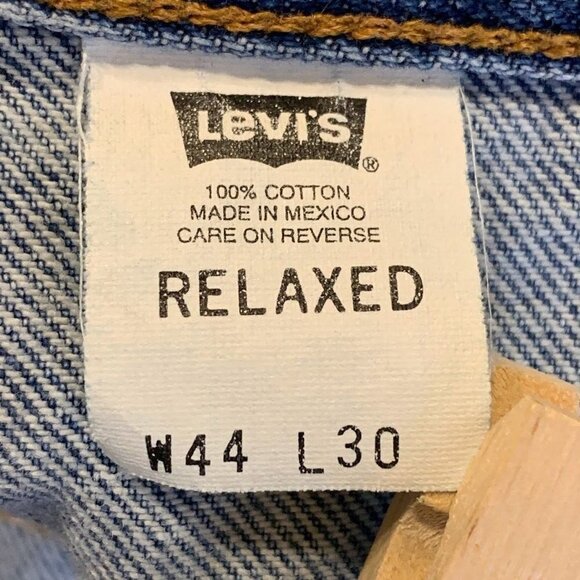 Levi's ®
100% COTTON
MADE IN MEXICO
CARE ON REVERSE
RELAXED
W44 L30